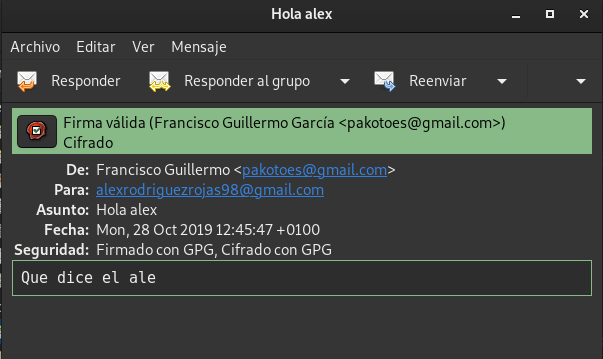 Hola alex
Archivo Editar Ver Mensaje
Responder Responder al grupo Reenviar
Firma válida (Francisco Guillermo García <pakotoes@gmail.com>)
Cifrado
De: Francisco Guillermo <pakotoes@gmail.com>
Para: alexrodriguezrojas98@gmail.com
Asunto: Hola alex
Fecha: Mon, 28 Oct 2019 12:45:47 +0100
Seguridad: Firmado con GPG, Cifrado con GPG
Que dice el ale